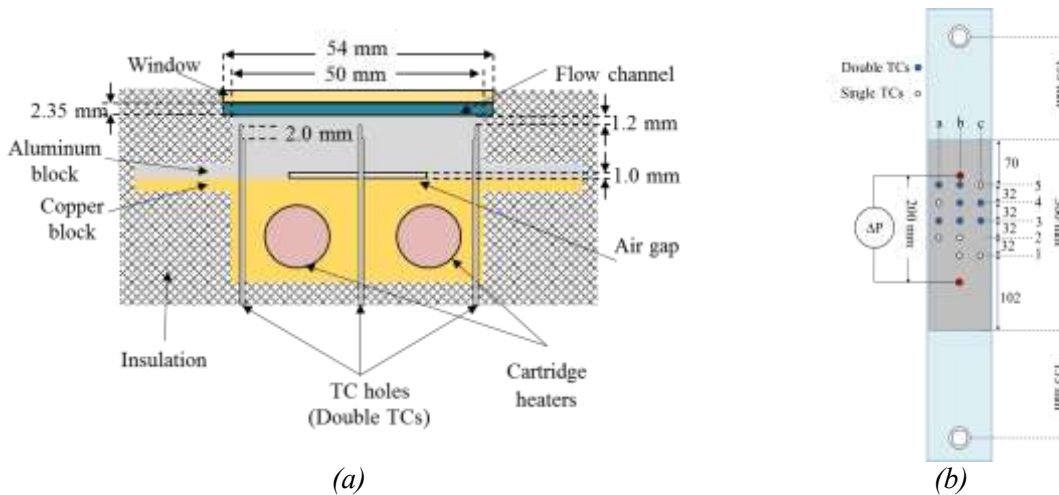 54 mm
Window
50 mm
Flow channel
2.35 mm
2.0 mm
1.2 mm
Aluminum
block
1.0 mm
Copper
block
Air gap
Insulation
TC holes
(Double TCs)
Cartridge
heaters
(a)
Double TCs
Single TCs
a b c
70
5
32
4
32
3
32
2
32
1
200 mm
ΔP
102
(b)